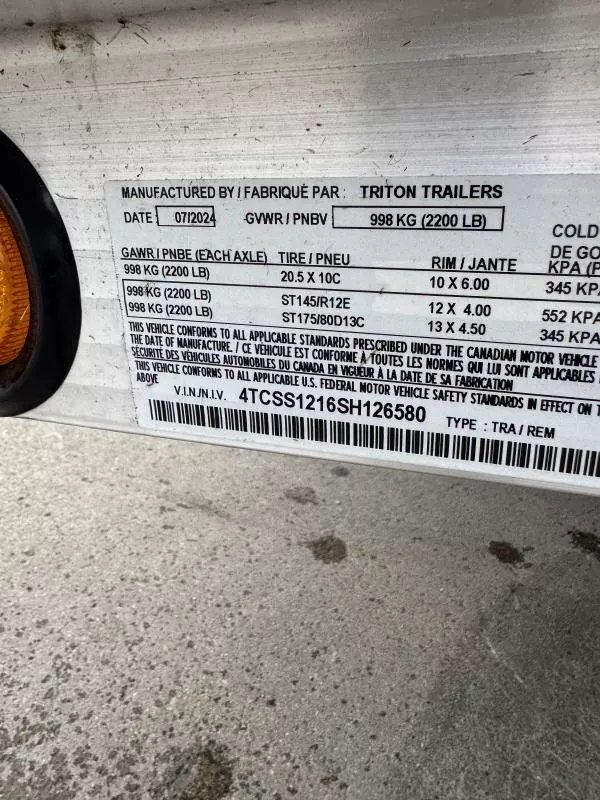 MANUFACTURED BY / FABRIQUÉ PAR : TRITON TRAILERS
DATE : 07/2024 GVWR / PNBV 998 KG (2200 LB)
COLD
DE GO
KPA (P
GAWR / PNBE (EACH AXLE) TIRE / PNEU RIM / JANTE
998 KG (2200 LB) 20.5 X 10C 10 X 6.00 345 KPA
998 KG (2200 LB) ST145/R12E 12 X 4.00 552 KPA
998 KG (2200 LB) ST175/80D13C 13 X 4.50 345 KPA
THIS VEHICLE CONFORMS TO ALL APPLICABLE STANDARDS PRESCRIBED UNDER THE CANADIAN MOTOR VEHICLE
THE DATE OF MANUFACTURE. / CE VÉHICULE EST CONFORME À TOUTES LES NORMES QUI LUI SONT APPLICABLES
SÉCURITÉ DES VÉHICULES AUTOMOBILES DU CANADA EN VIGUEUR À LA DATE DE SA FABRICATION
THIS VEHICLE CONFORMS TO ALL APPLICABLE U.S. FEDERAL MOTOR VEHICLE SAFETY STANDARDS IN EFFECT ON T
ABOVE
V.I.N./N.I.V. 4TCSS1216SH126580 TYPE : TRA / REM